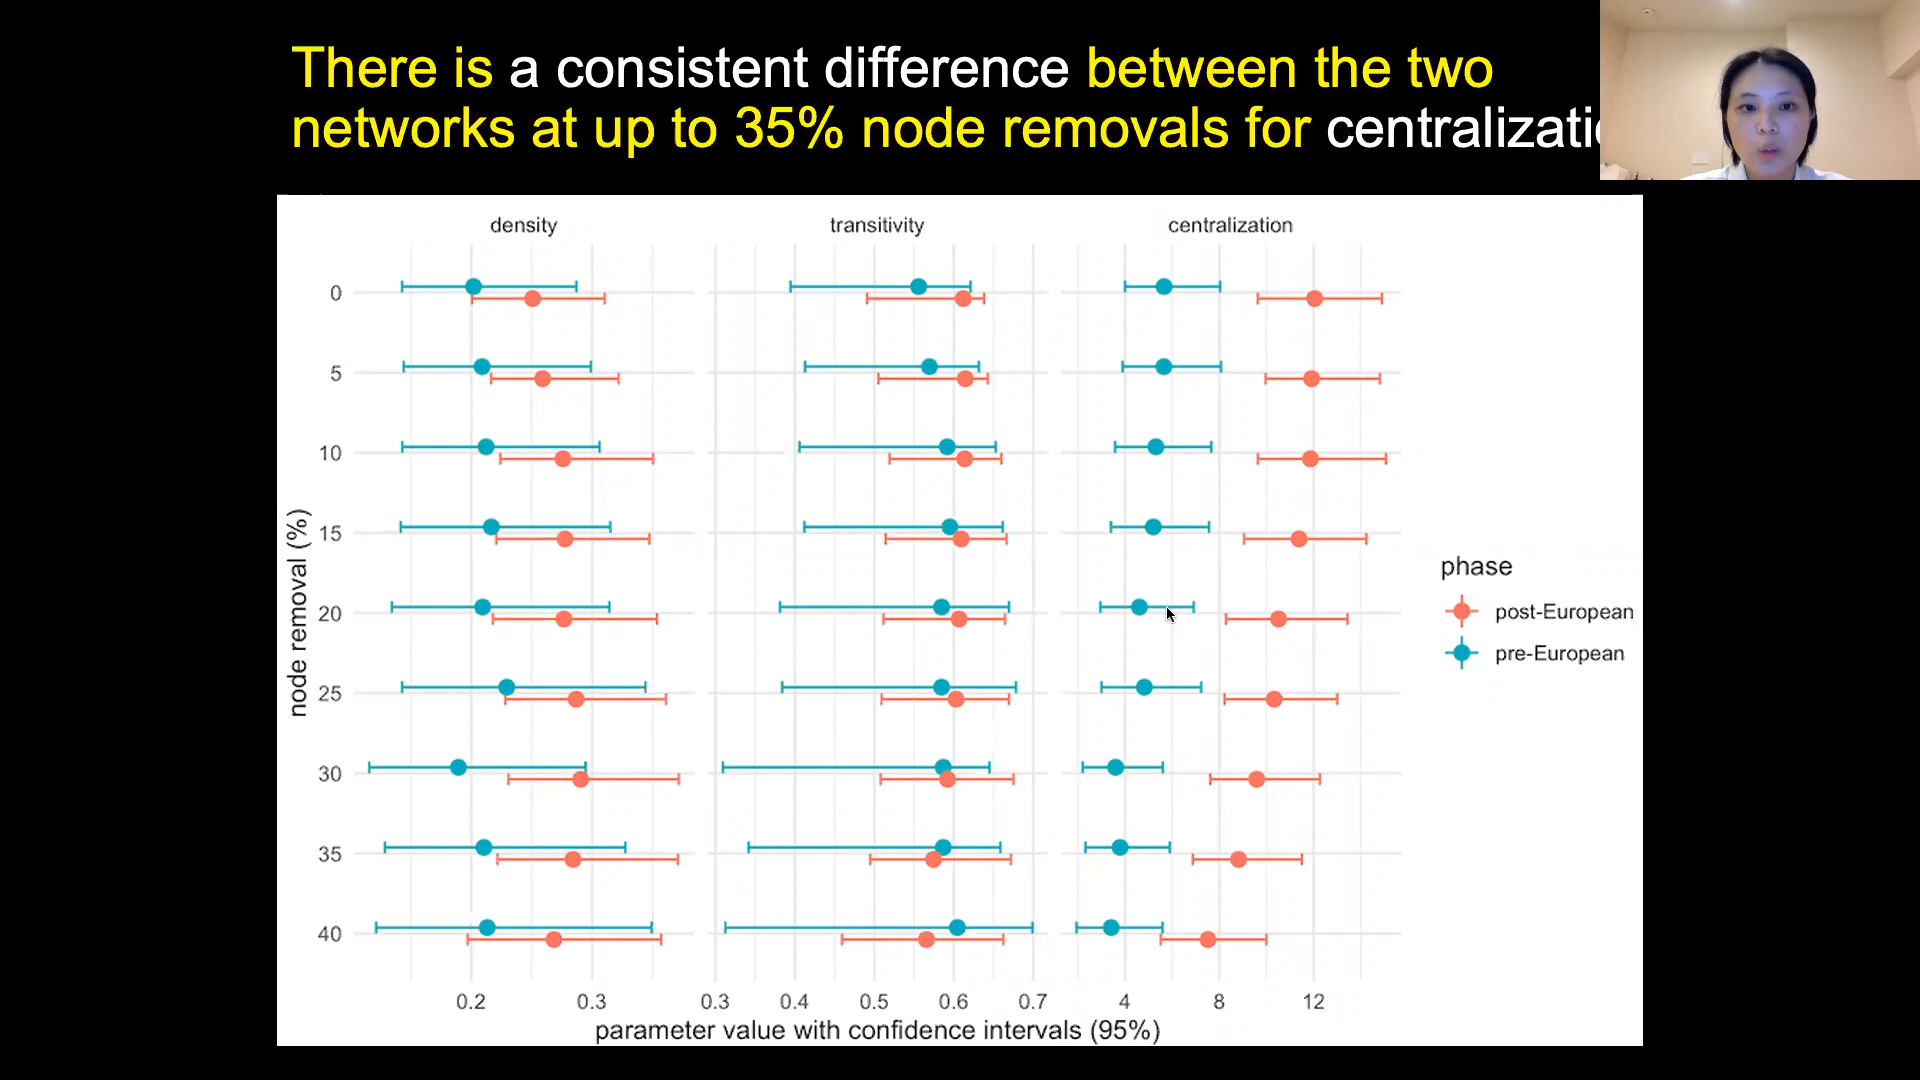 There is a consistent difference between the two
networks at up to 35% node removals for centralizati
density transitivity centralization
0
5
10
15
20
25
30
35
40
node removal (%)
0.2 0.3 0.3 0.4 0.5 0.6 0.7 4 8 12
parameter value with confidence intervals (95%)
phase
post-European
pre-European